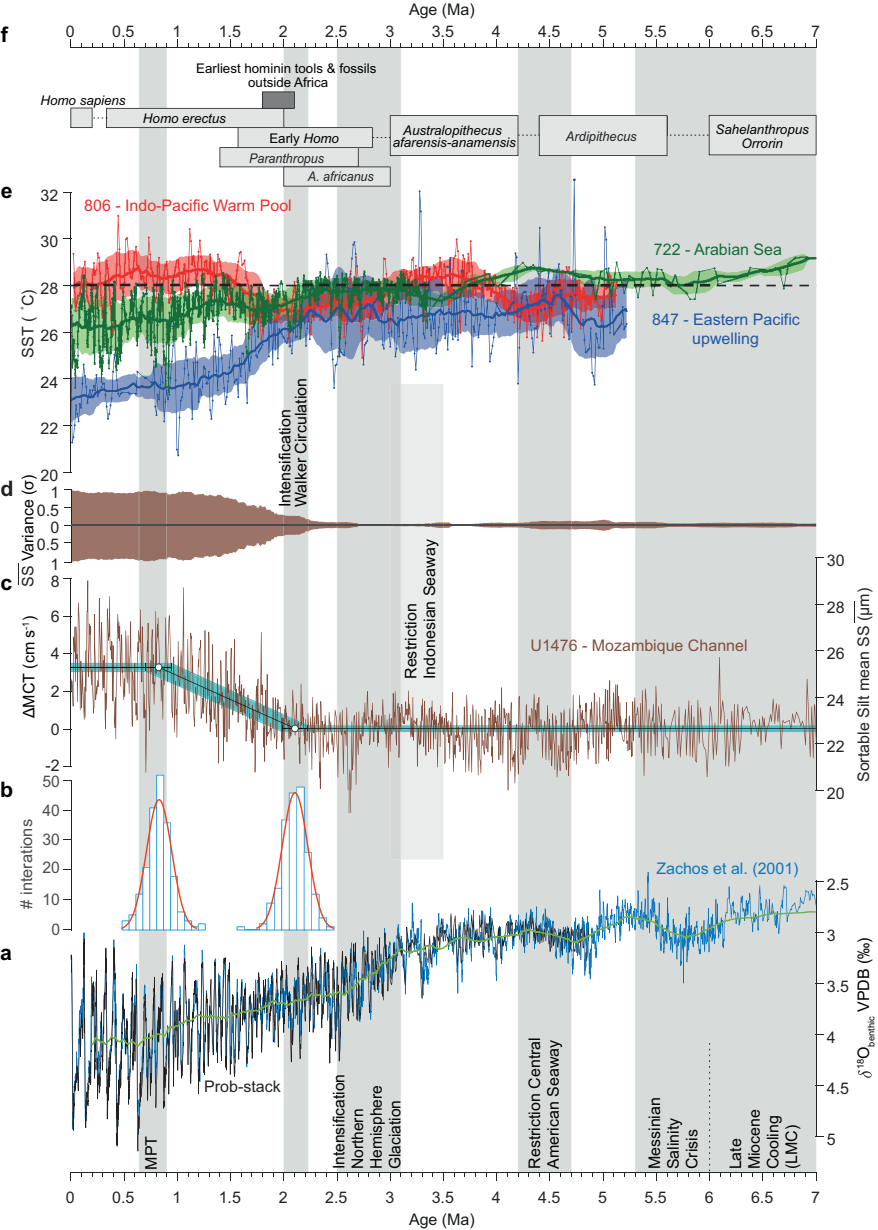 Age (Ma)
f
0 0.5 1 1.5 2 2.5 3 3.5 4 4.5 5 5.5 6 6.5 7
Earliest hominin tools & fossils
outside Africa
Homo sapiens
Homo erectus
Early Homo
Paranthropus
A. africanus
Australopithecus
afarensis-anamensis
Ardipithecus
Sahelanthropus
Orrorin
e
32
30
28
26
24
22
20
SST ( °C)
806 - Indo-Pacific Warm Pool
722 - Arabian Sea
847 - Eastern Pacific
upwelling
Intensification
Walker Circulation
d
1
0.5
0
0.5
1
SS Variance (σ)
c
8
6
4
2
0
-2
ΔMCT (cm s-1)
Restriction
Indonesian Seaway
U1476 - Mozambique Channel
30
28
26
24
22
20
Sortable Silt mean SS (μm)
b
50
40
30
20
10
0
# interations
Zachos et al. (2001)
a
2.5
3
3.5
4
4.5
5
δ18Obenthic VPDB (‰)
Prob-stack
MPT
Intensification
Northern
Hemisphere
Glaciation
Restriction Central
American Seaway
Messinian
Salinity
Crisis
Late
Miocene
Cooling
(LMC)
0 0.5 1 1.5 2 2.5 3 3.5 4 4.5 5 5.5 6 6.5 7
Age (Ma)